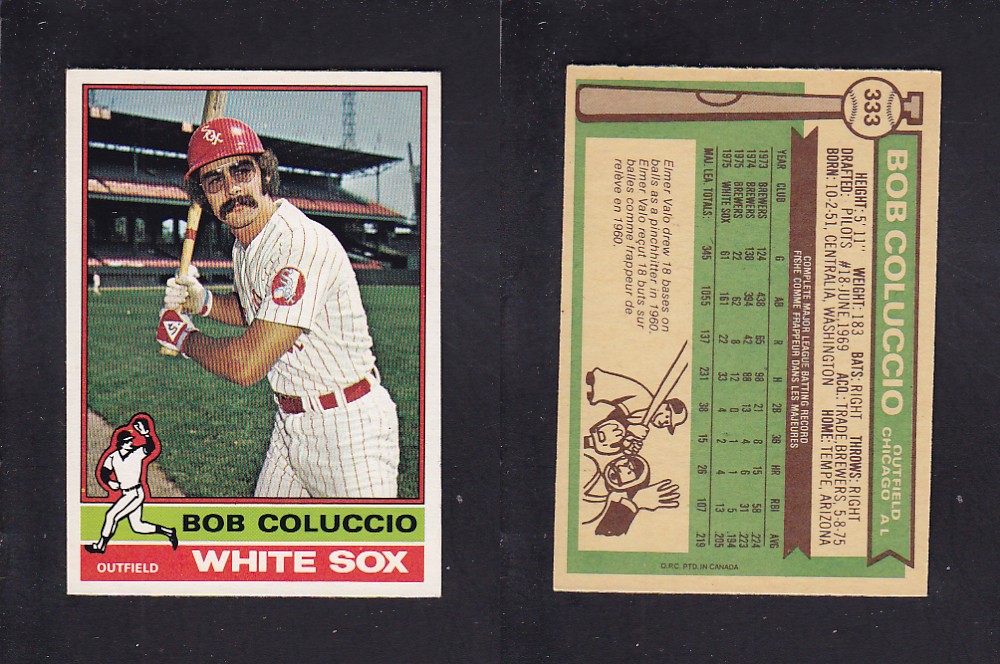 SOX
BOB COLUCCIO
OUTFIELD
WHITE SOX
333
BOB COLUCCIO
OUTFIELD
CHICAGO AL
HEIGHT: 5' 11" WEIGHT: 183 BATS: RIGHT THROWS: RIGHT
DRAFTED: PILOTS #18-JUNE, 1969 ACQ: TRADE, BREWERS, 5-8-75
BORN: 10-2-51, CENTRALIA, WASHINGTON HOME: TEMPE, ARIZONA
COMPLETE MAJOR LEAGUE BATTING RECORD
FICHE COMME FRAPPEUR DANS LES MAJEURES
YEAR CLUB G AB R H 2B 3B HR RBI AVG
1973 BREWERS 124 438 65 98 21 8 15 58 .224
1974 BREWERS 138 394 42 88 13 4 6 31 .223
1975 BREWERS 22 62 8 12 0 1 1 5 .194
1975 WHITE SOX 61 161 22 33 4 2 4 13 .205
MAJ. LEA. TOTALS: 345 1055 137 231 38 15 26 107 .219
Elmer Valo drew 18 bases on
balls as a pinchhitter in 1960.
Elmer Valo reçut 18 buts sur
balles comme frappeur de
relève en 1960.
O.P.C. PTD. IN CANADA